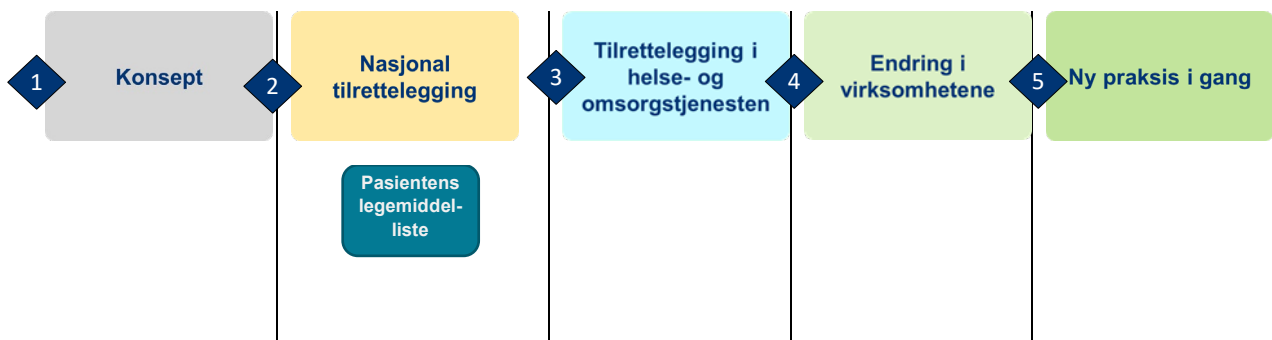 1
Konsept
2
Nasjonal
tilrettelegging
3
Tilrettelegging i
helse- og
omsorgstjenesten
4
Endring i
virksomhetene
5
Ny praksis i gang
Pasientens
legemiddel-
liste